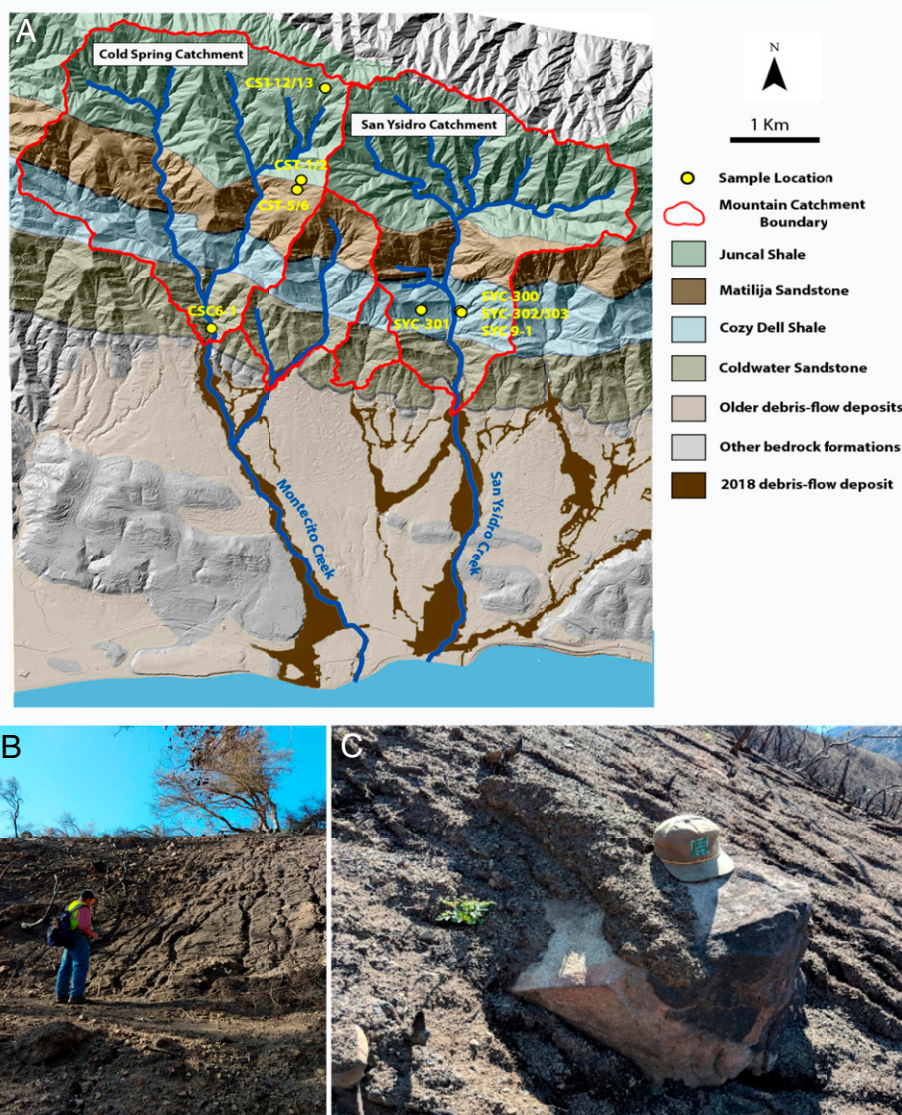 A
Cold Spring Catchment
CST-12/13
San Ysidro Catchment
CST-1/2
CST-5/6
CSC6-1
SYC-301
SYC-300
SYC-302/303
SYC 9-1
Montecito Creek
San Ysidro Creek
N
1 Km
Sample Location
Mountain Catchment
Boundary
Juncal Shale
Matilija Sandstone
Cozy Dell Shale
Coldwater Sandstone
Older debris-flow deposits
Other bedrock formations
2018 debris-flow deposit
B
C